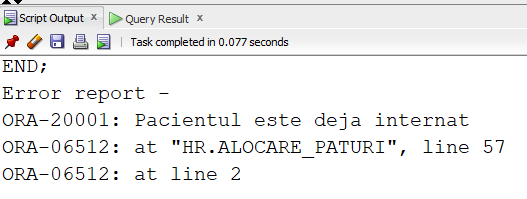 Script Output x Query Result x
Task completed in 0.077 seconds
END;
Error report -
ORA-20001: Pacientul este deja internat
ORA-06512: at "HR.ALOCARE_PATURI", line 57
ORA-06512: at line 2